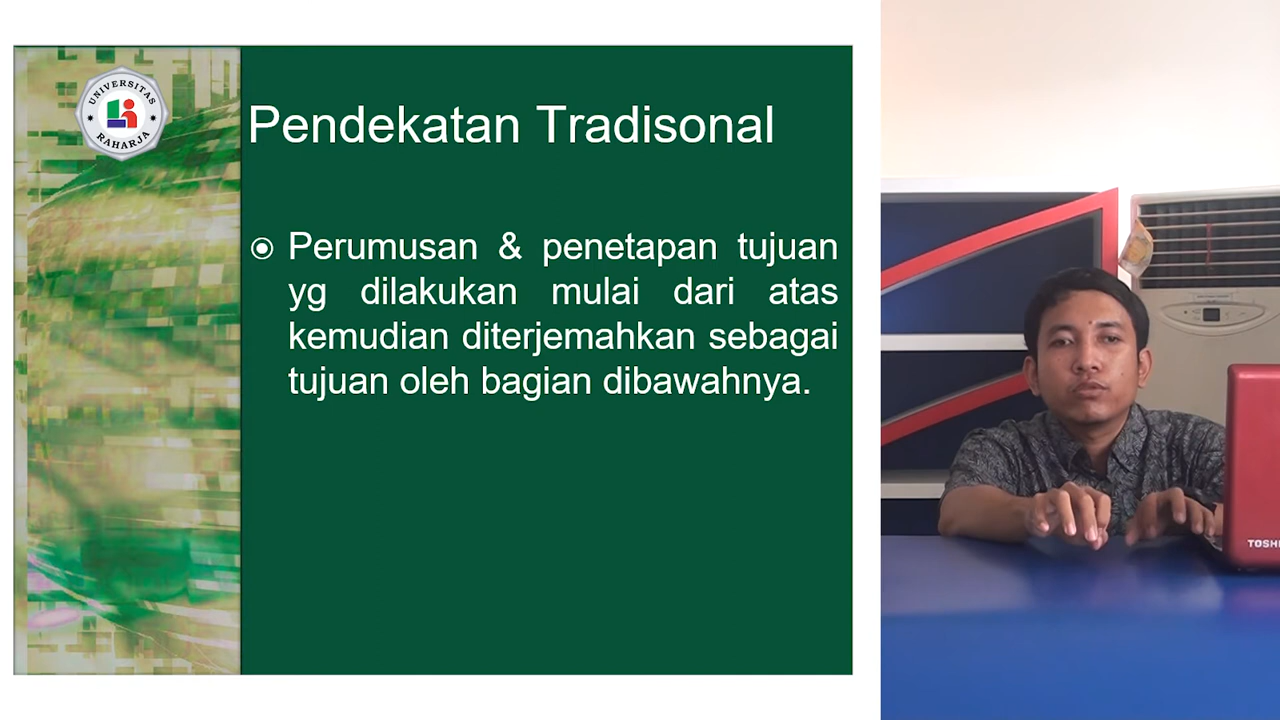 UNIVERSITAS
RAHARJA
Pendekatan Tradisonal
Perumusan & penetapan tujuan
yg dilakukan mulai dari atas
kemudian diterjemahkan sebagai
tujuan oleh bagian dibawahnya.